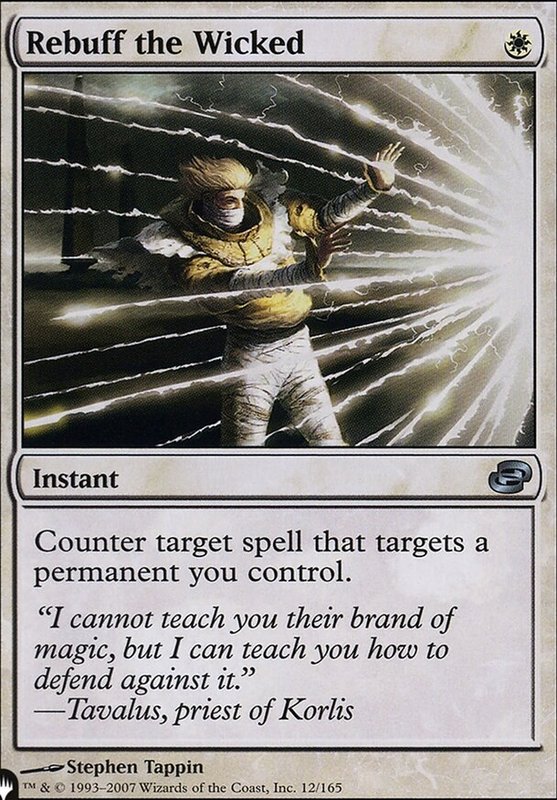 Rebuff the Wicked
Instant
Counter target spell that targets a
permanent you control.
“I cannot teach you their brand of
magic, but I can teach you how to
defend against it.”
—Tavalus, priest of Korlis
Stephen Tappin
™ & © 1993–2007 Wizards of the Coast, Inc. 12/165